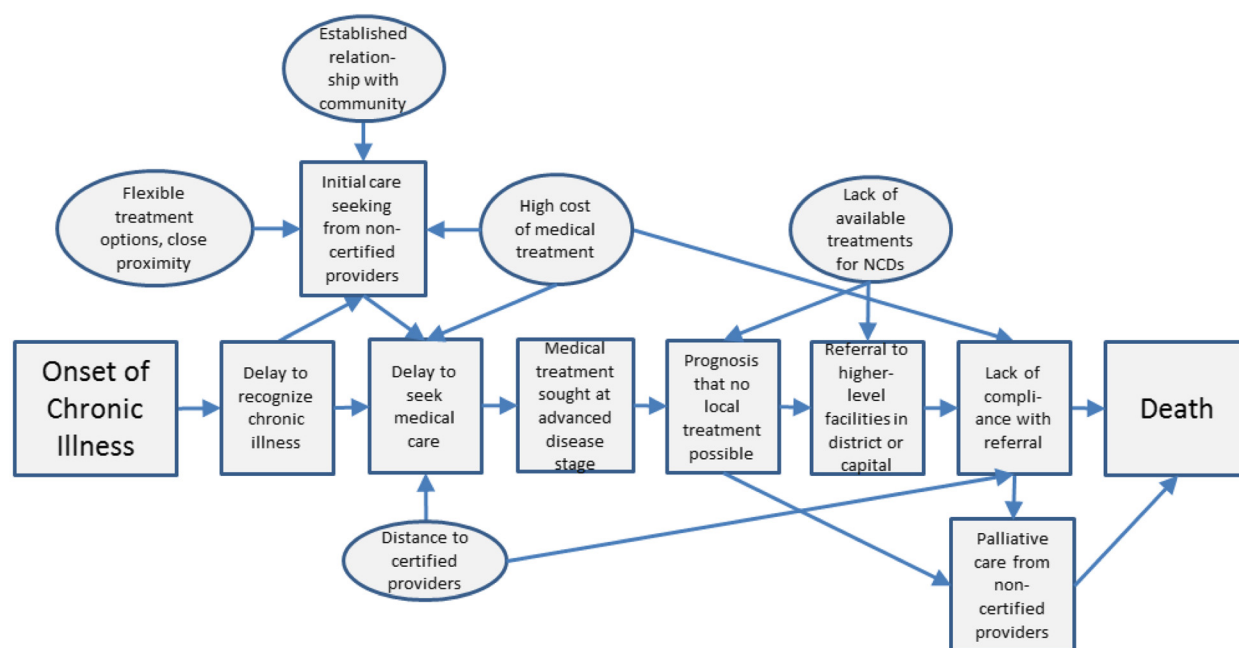 Established
relation-
ship with
community
Flexible
treatment
options, close
proximity
Initial care
seeking
from non-
certified
providers
High cost
of medical
treatment
Lack of
available
treatments
for NCDs
Onset of
Chronic
Illness
Delay to
recognize
chronic
illness
Delay to
seek
medical
care
Medical
treatment
sought at
advanced
disease
stage
Prognosis
that no
local
treatment
possible
Referral to
higher-
level
facilities in
district or
capital
Lack of
compli-
ance with
referral
Death
Distance to
certified
providers
Palliative
care from
non-
certified
providers